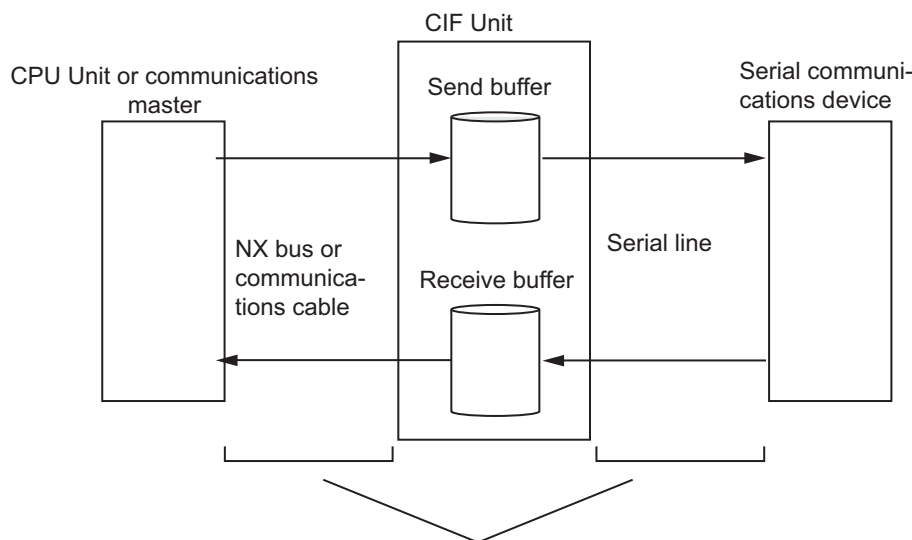 CIF Unit
CPU Unit or communications
master
Send buffer
Serial communi-
cations device
NX bus or
communica-
tions cable
Serial line
Receive buffer